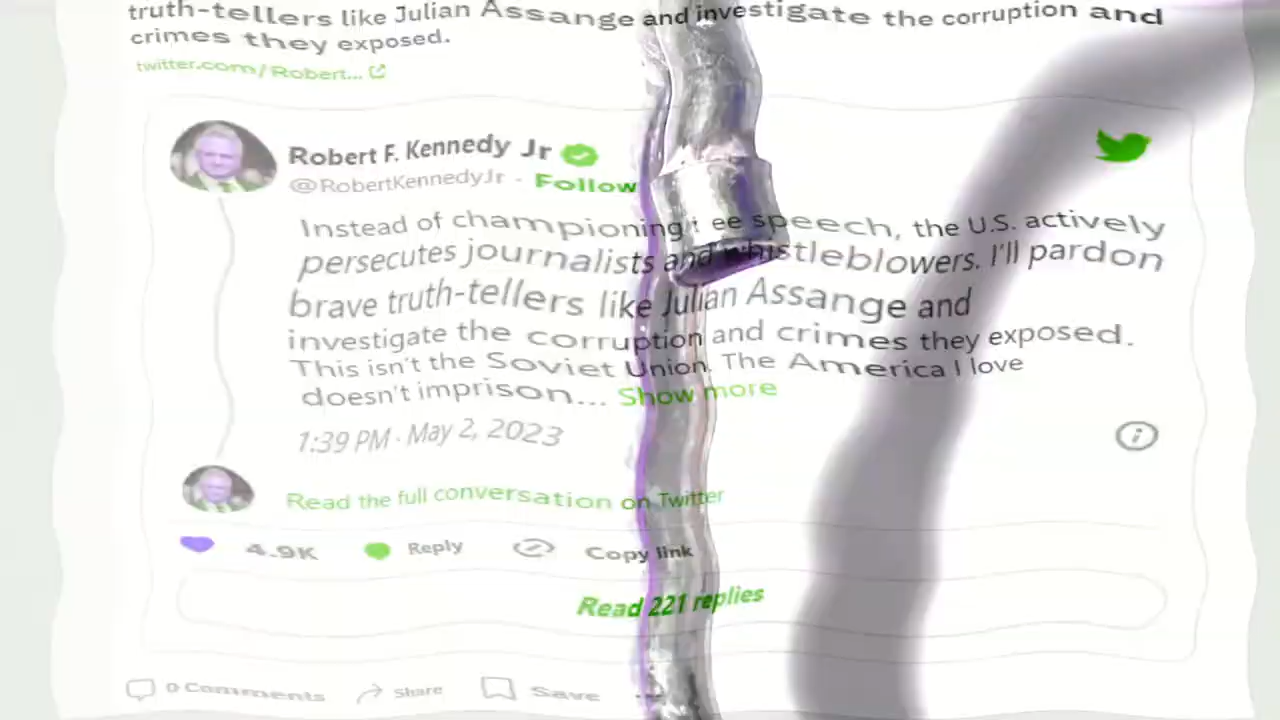 truth-tellers like Julian Assange and investigate the corruption and
crimes they exposed.
twitter.com/Robert...
Robert F. Kennedy Jr
@RobertKennedyJr · Follow
Instead of championing ee speech, the U.S. actively
persecutes journalists and whistleblowers. I'll pardon
brave truth-tellers like Julian Assange and
investigate the corruption and crimes they exposed.
This isn't the Soviet Union. The America I love
doesn't imprison... Show more
1:39 PM · May 2, 2023
Read the full conversation on Twitter
4.9K Reply Copy link
Read 221 replies
0 Comments Share Save ...